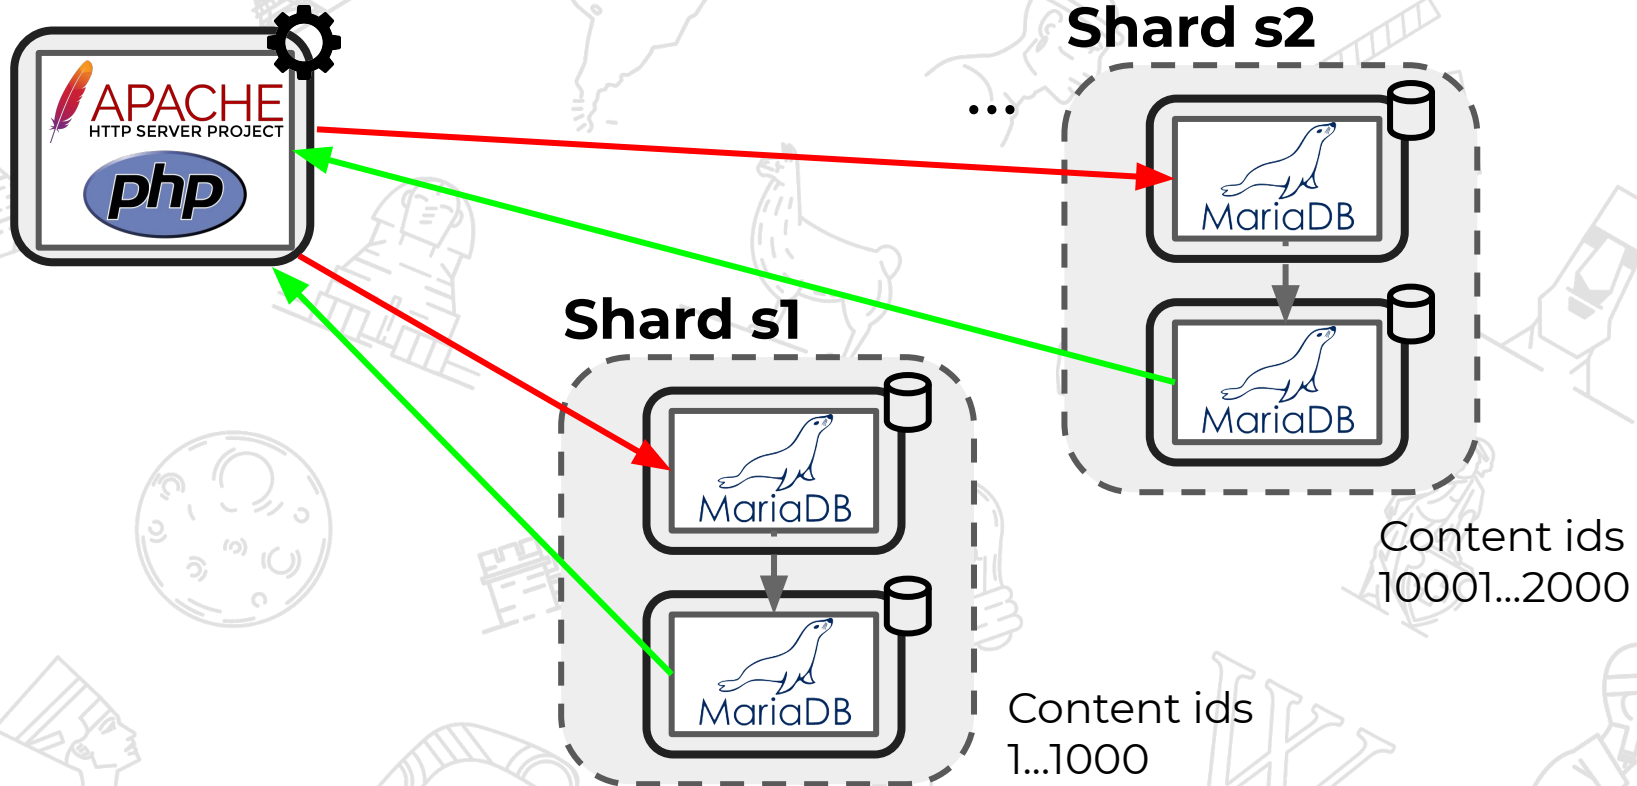 Shard s2
APACHE
HTTP SERVER PROJECT
php
...
MariaDB
MariaDB
Content ids
10001...2000
Shard s1
MariaDB
MariaDB
Content ids
1...1000
W